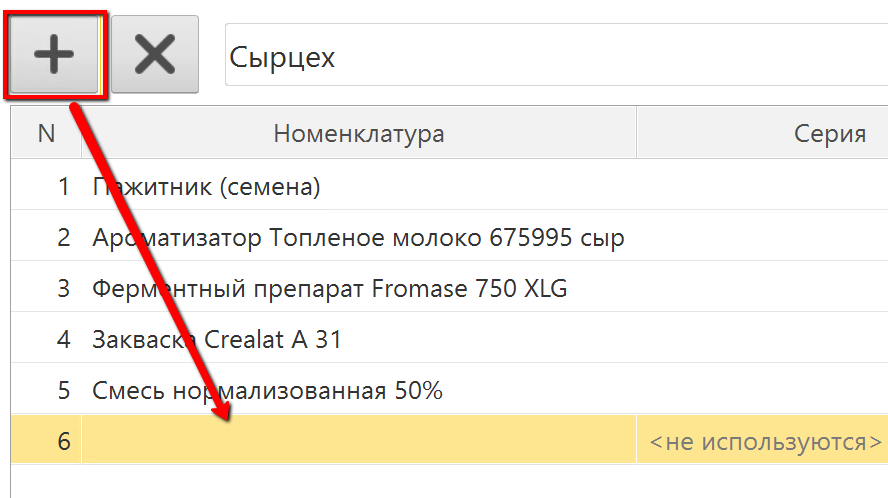 Сырцех
N Номенклатура Серия
1 Пажитник (семена)
2 Ароматизатор Топленое молоко 675995 сыр
3 Ферментный препарат Fromase 750 XLG
4 Закваска Crealat A 31
5 Смесь нормализованная 50%
6 <не используются>